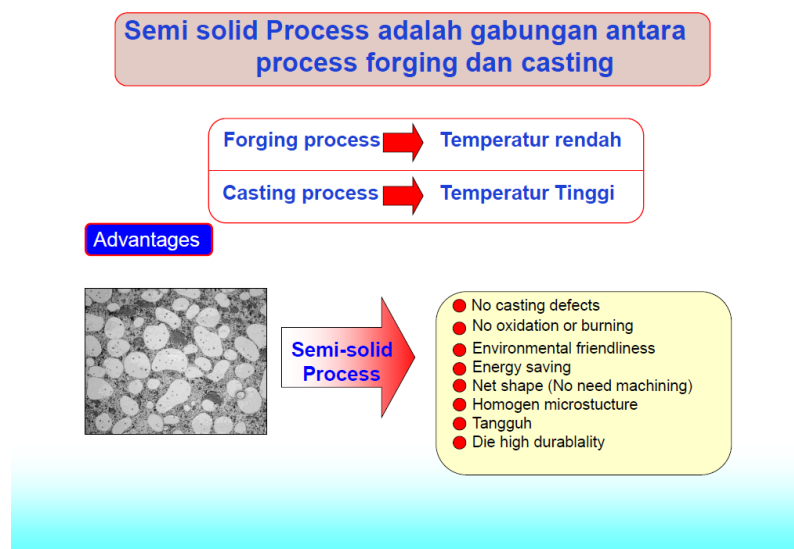 Semi solid Process adalah gabungan antara
process forging dan casting
Forging process
Temperatur rendah
Casting process
Temperatur Tinggi
Advantages
Semi-solid
Process
No casting defects
No oxidation or burning
Environmental friendliness
Energy saving
Net shape (No need machining)
Homogen microstucture
Tangguh
Die high durablality